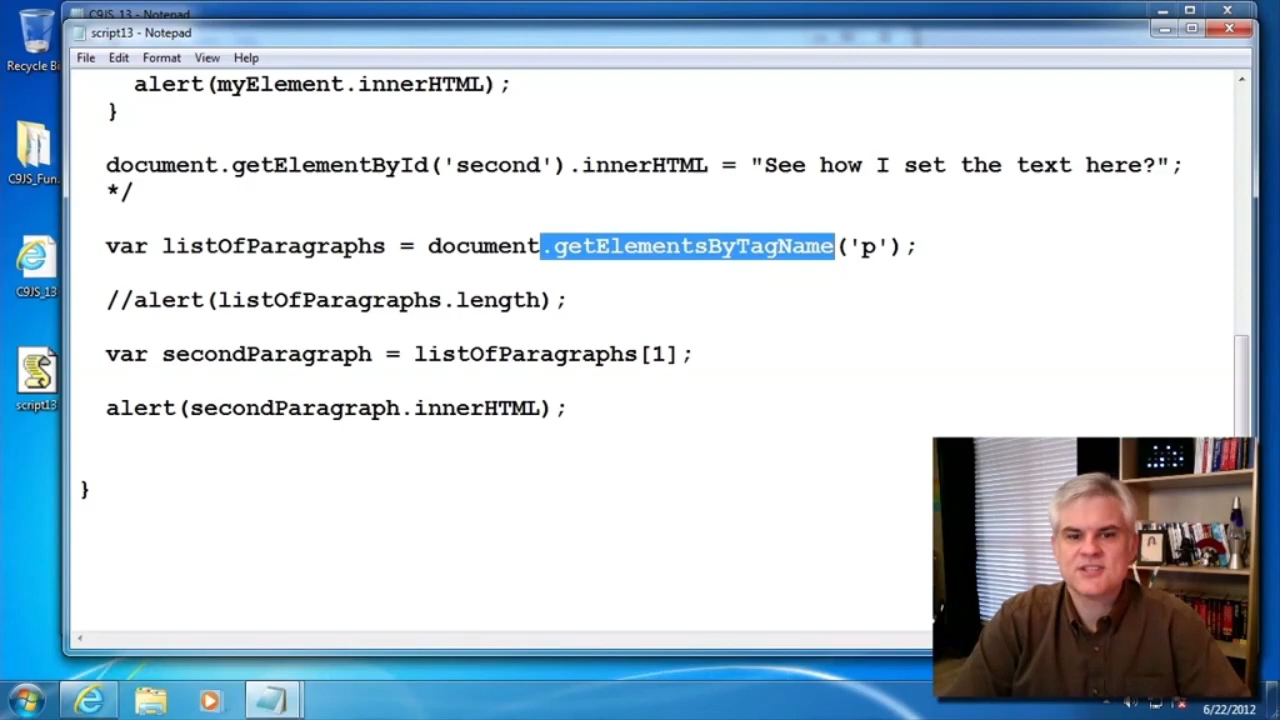 C9JS_13 - Notepad
script13 - Notepad
File Edit Format View Help
Recycle Bi
C9JS_Fun.
C9JS_13
script13
alert(myElement.innerHTML);
}
document.getElementById('second').innerHTML = "See how I set the text here?";
*/
var listOfParagraphs = document.getElementsByTagName('p');
//alert(listOfParagraphs.length);
var secondParagraph = listOfParagraphs[1];
alert(secondParagraph.innerHTML);
}
6/22/2012